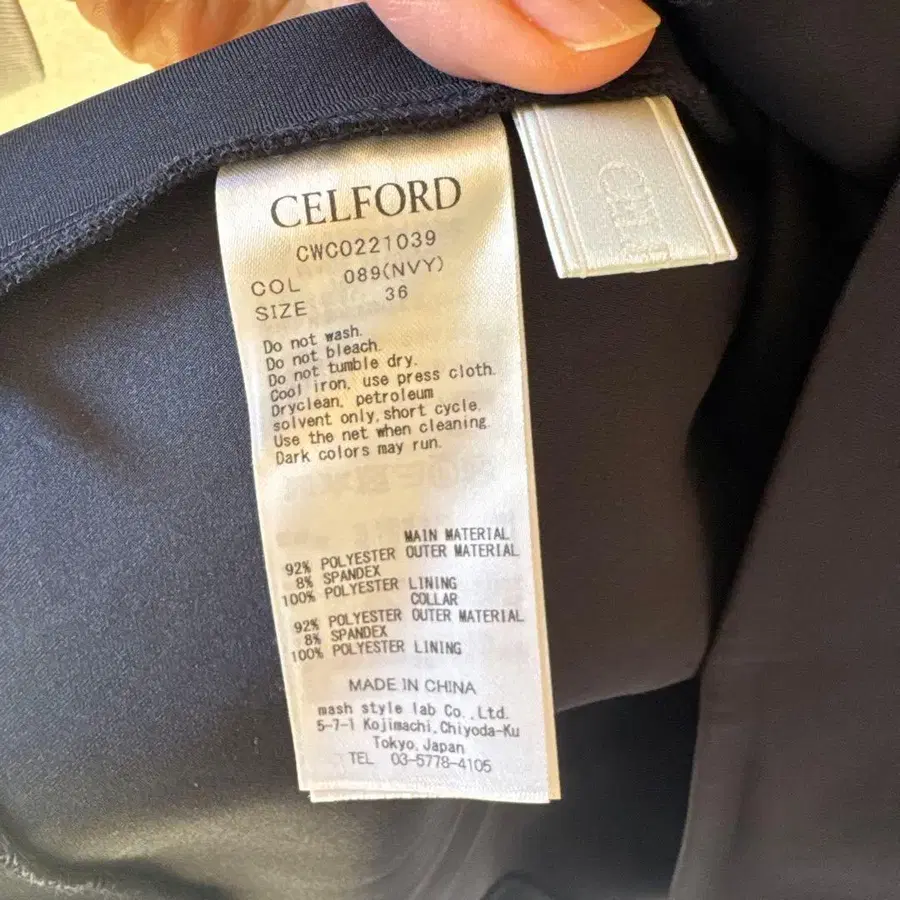 CELFORD
CWCO221039
COL 089(NVY)
SIZE 36
Do not wash.
Do not bleach.
Do not tumble dry.
Cool iron, use press cloth.
Dryclean, petroleum
solvent only, short cycle.
Use the net when cleaning.
Dark colors may run.
MAIN MATERIAL
92% POLYESTER OUTER MATERIAL
8% SPANDEX
100% POLYESTER LINING
COLLAR
92% POLYESTER OUTER MATERIAL
8% SPANDEX
100% POLYESTER LINING
MADE IN CHINA
mash style lab Co.,Ltd.
5-7-1 Kojimachi,Chiyoda-Ku
Tokyo,Japan
TEL 03-5778-4105